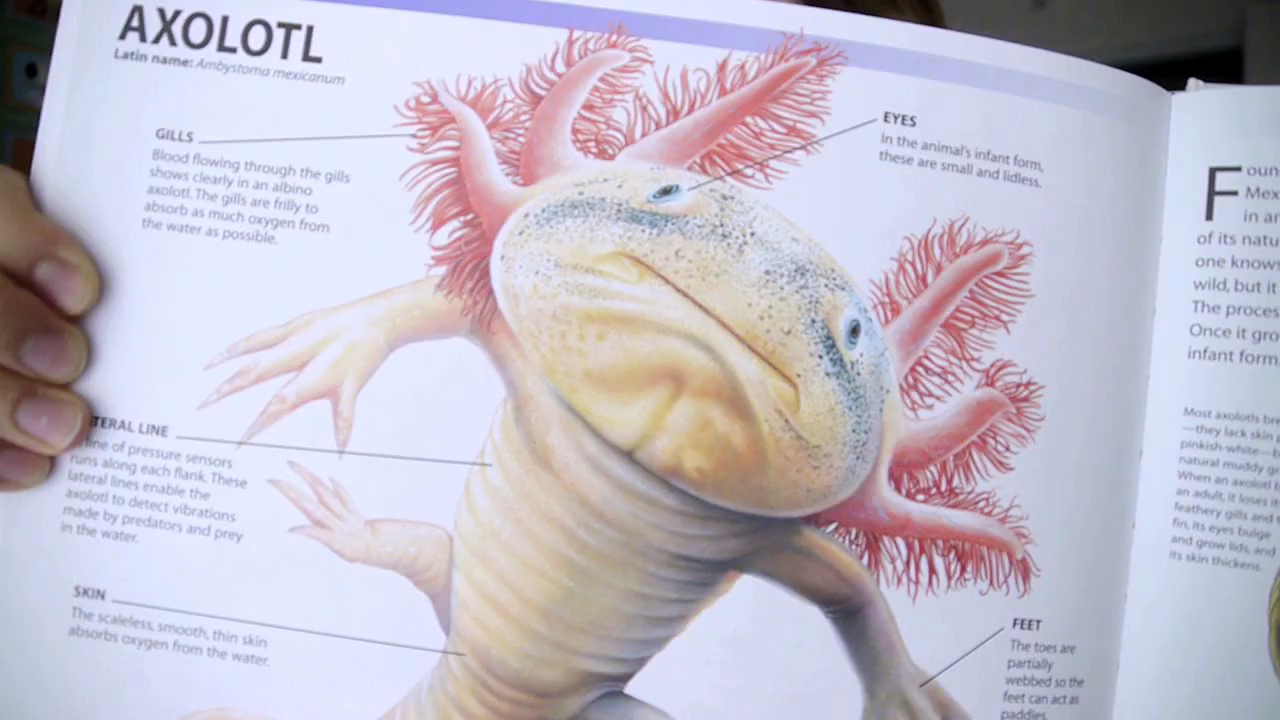 AXOLOTL
Latin name: Ambystoma mexicanum
GILLS
Blood flowing through the gills
shows clearly in an albino
axolotl. The gills are frilly to
absorb as much oxygen from
the water as possible.
EYES
In the animal's infant form,
these are small and lidless.
TERAL LINE
line of pressure sensors
runs along each flank. These
lateral lines enable the
axolotl to detect vibrations
made by predators and prey
in the water.
SKIN
The scaleless, smooth, thin skin
absorbs oxygen from the water.
FEET
The toes are
partially
webbed so the
feet can act as
paddles.
Foun
Mex
in an
of its natu
one knows
wild, but it
The proces
Once it gro
infant form
Most axolotls bre
—they lack skin
pinkish-white—b
natural muddy g
When an axolotl b
an adult, it loses it
feathery gills and
fin, its eyes bulge
and grow lids, and
its skin thickens.